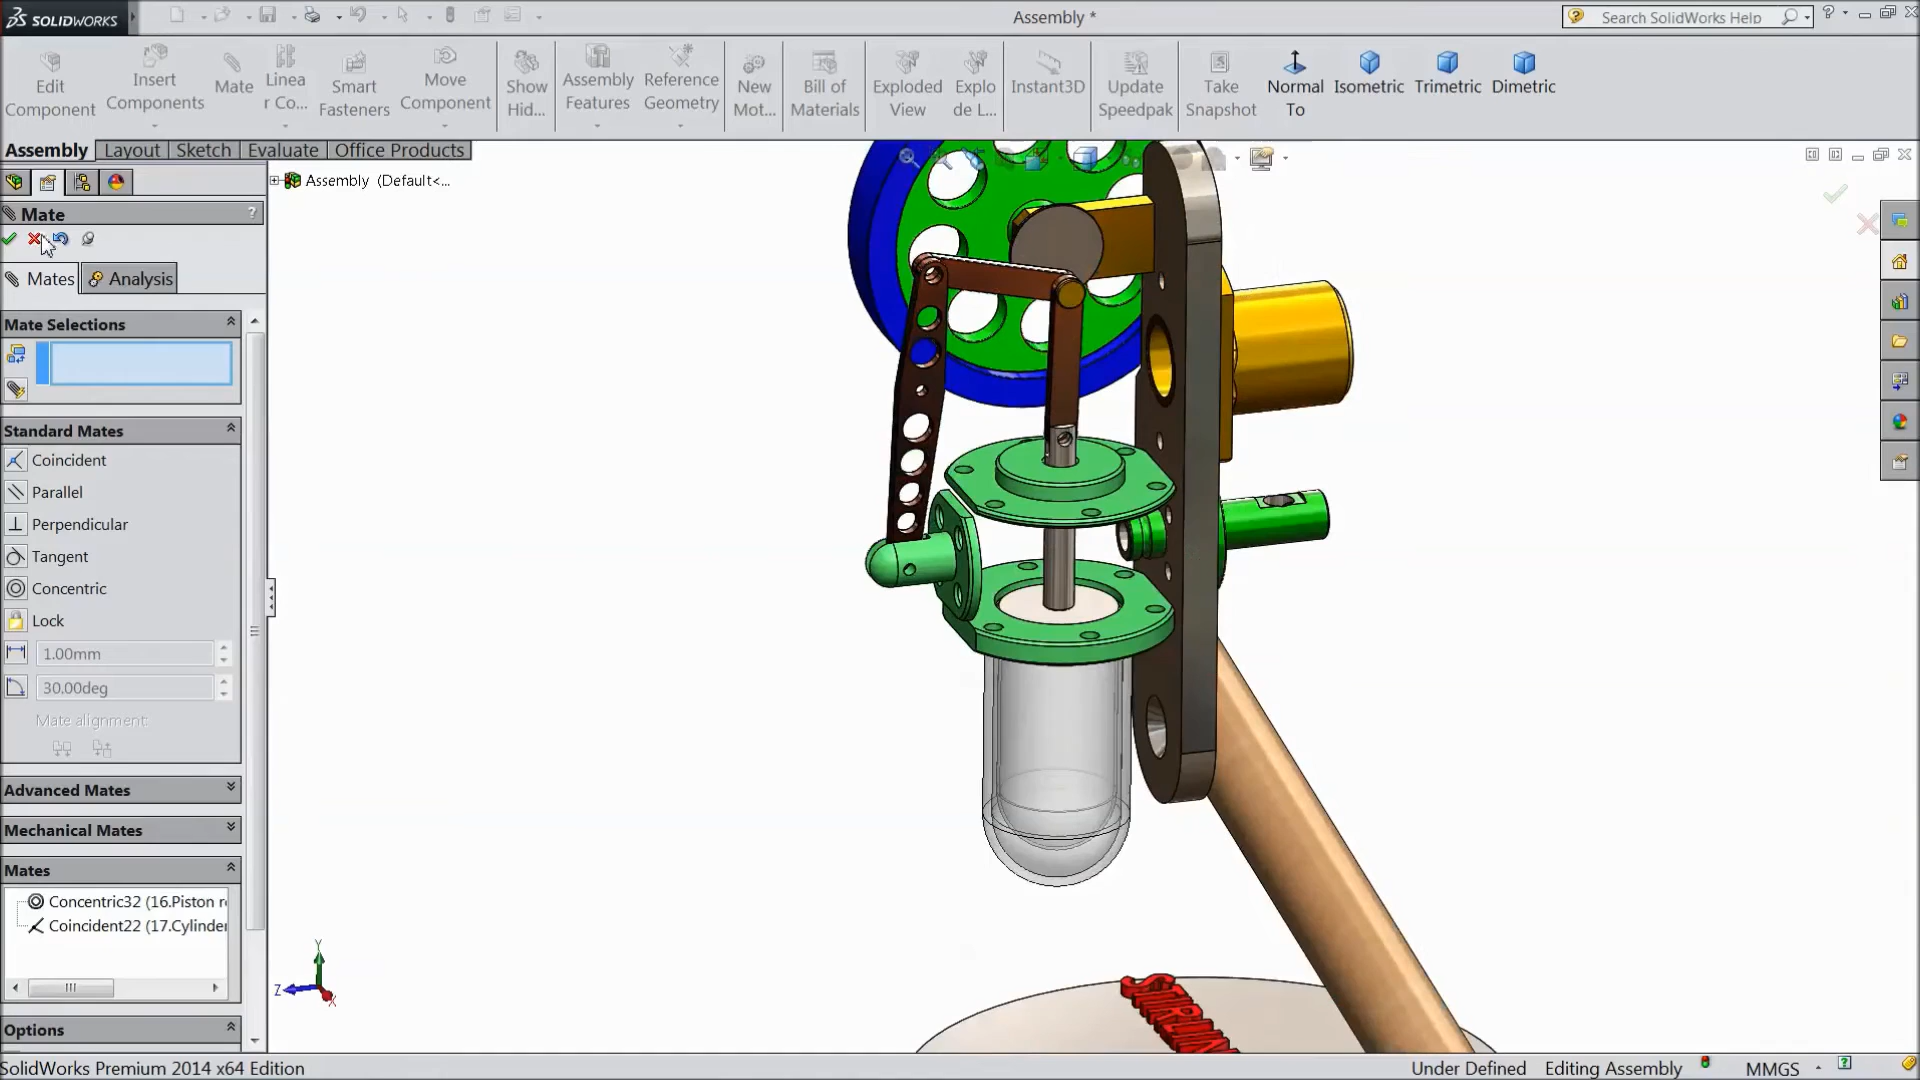 SOLIDWORKS
Assembly *
Search SolidWorks Help
Edit Component
Insert Components
Mate
Linea r Co...
Smart Fasteners
Move Component
Show Hid...
Assembly Features
Reference Geometry
New Mot...
Bill of Materials
Exploded View
Explo de L...
Instant3D
Update Speedpak
Take Snapshot
Normal To
Isometric
Trimetric
Dimetric
Assembly
Layout
Sketch
Evaluate
Office Products
Assembly (Default<...
Mate
?
Mates
Analysis
Mate Selections
Standard Mates
Coincident
Parallel
Perpendicular
Tangent
Concentric
Lock
1.00mm
30.00deg
Mate alignment:
Advanced Mates
Mechanical Mates
Mates
Concentric32 (16.Piston r
Coincident22 (17.Cylinder
Options
Y
Z
X
SolidWorks Premium 2014 x64 Edition
Under Defined
Editing Assembly
MMGS